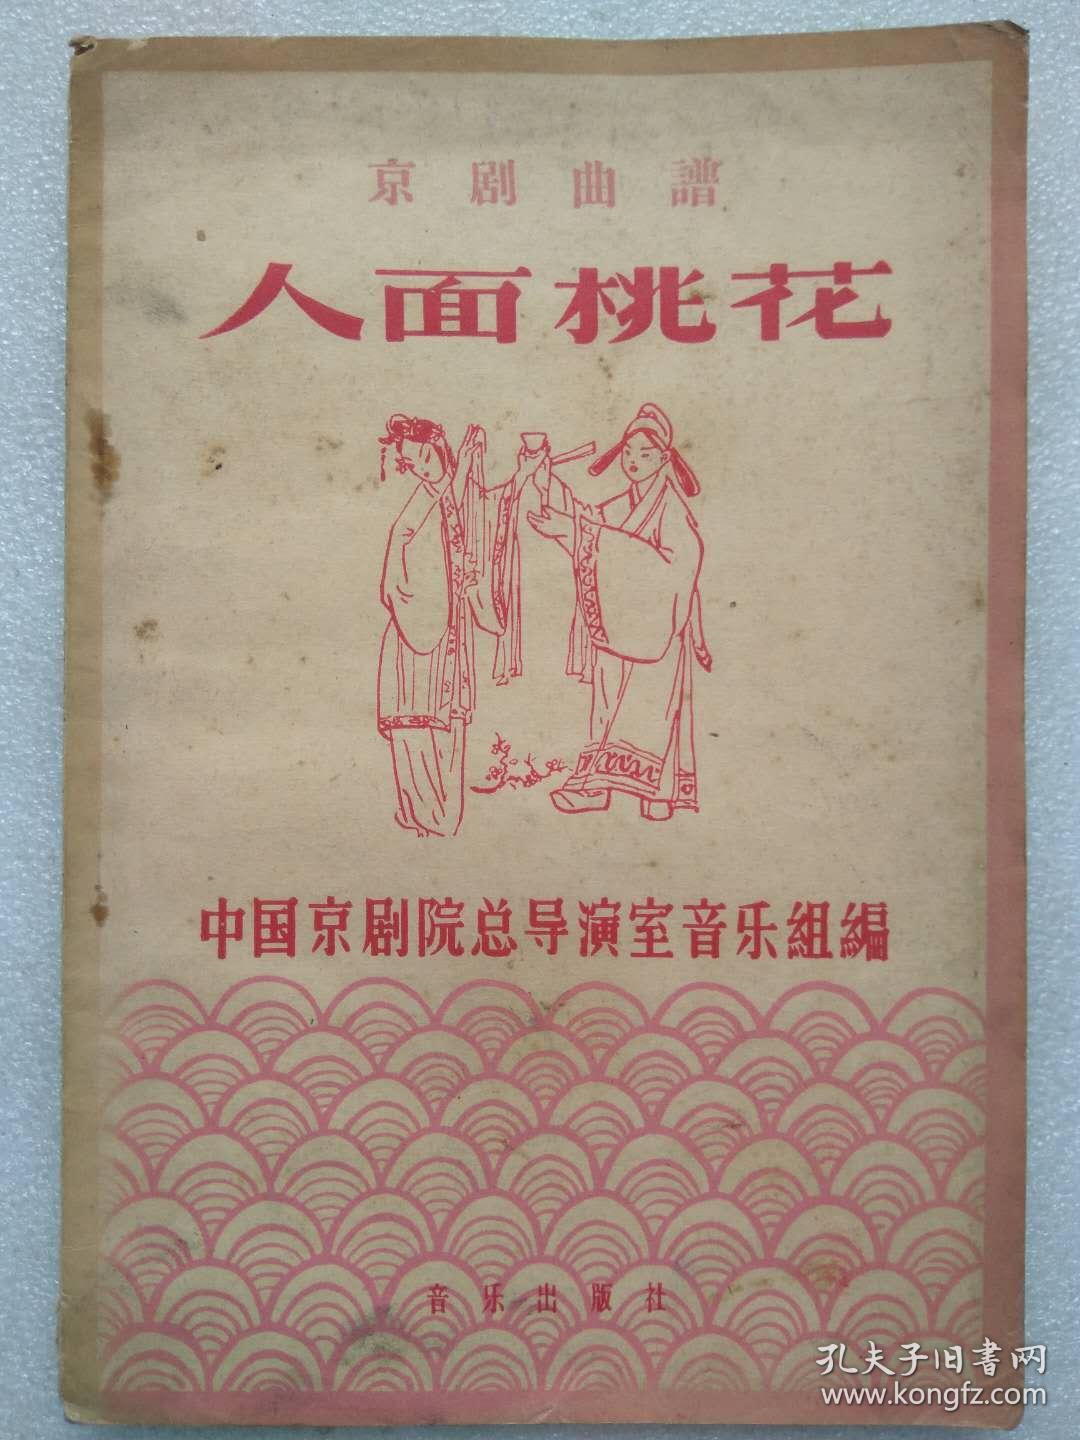 京剧曲譜
人面桃花
中国京剧院总导演室音乐組編
音乐出版社
孔夫子旧書网
www.kongfz.com